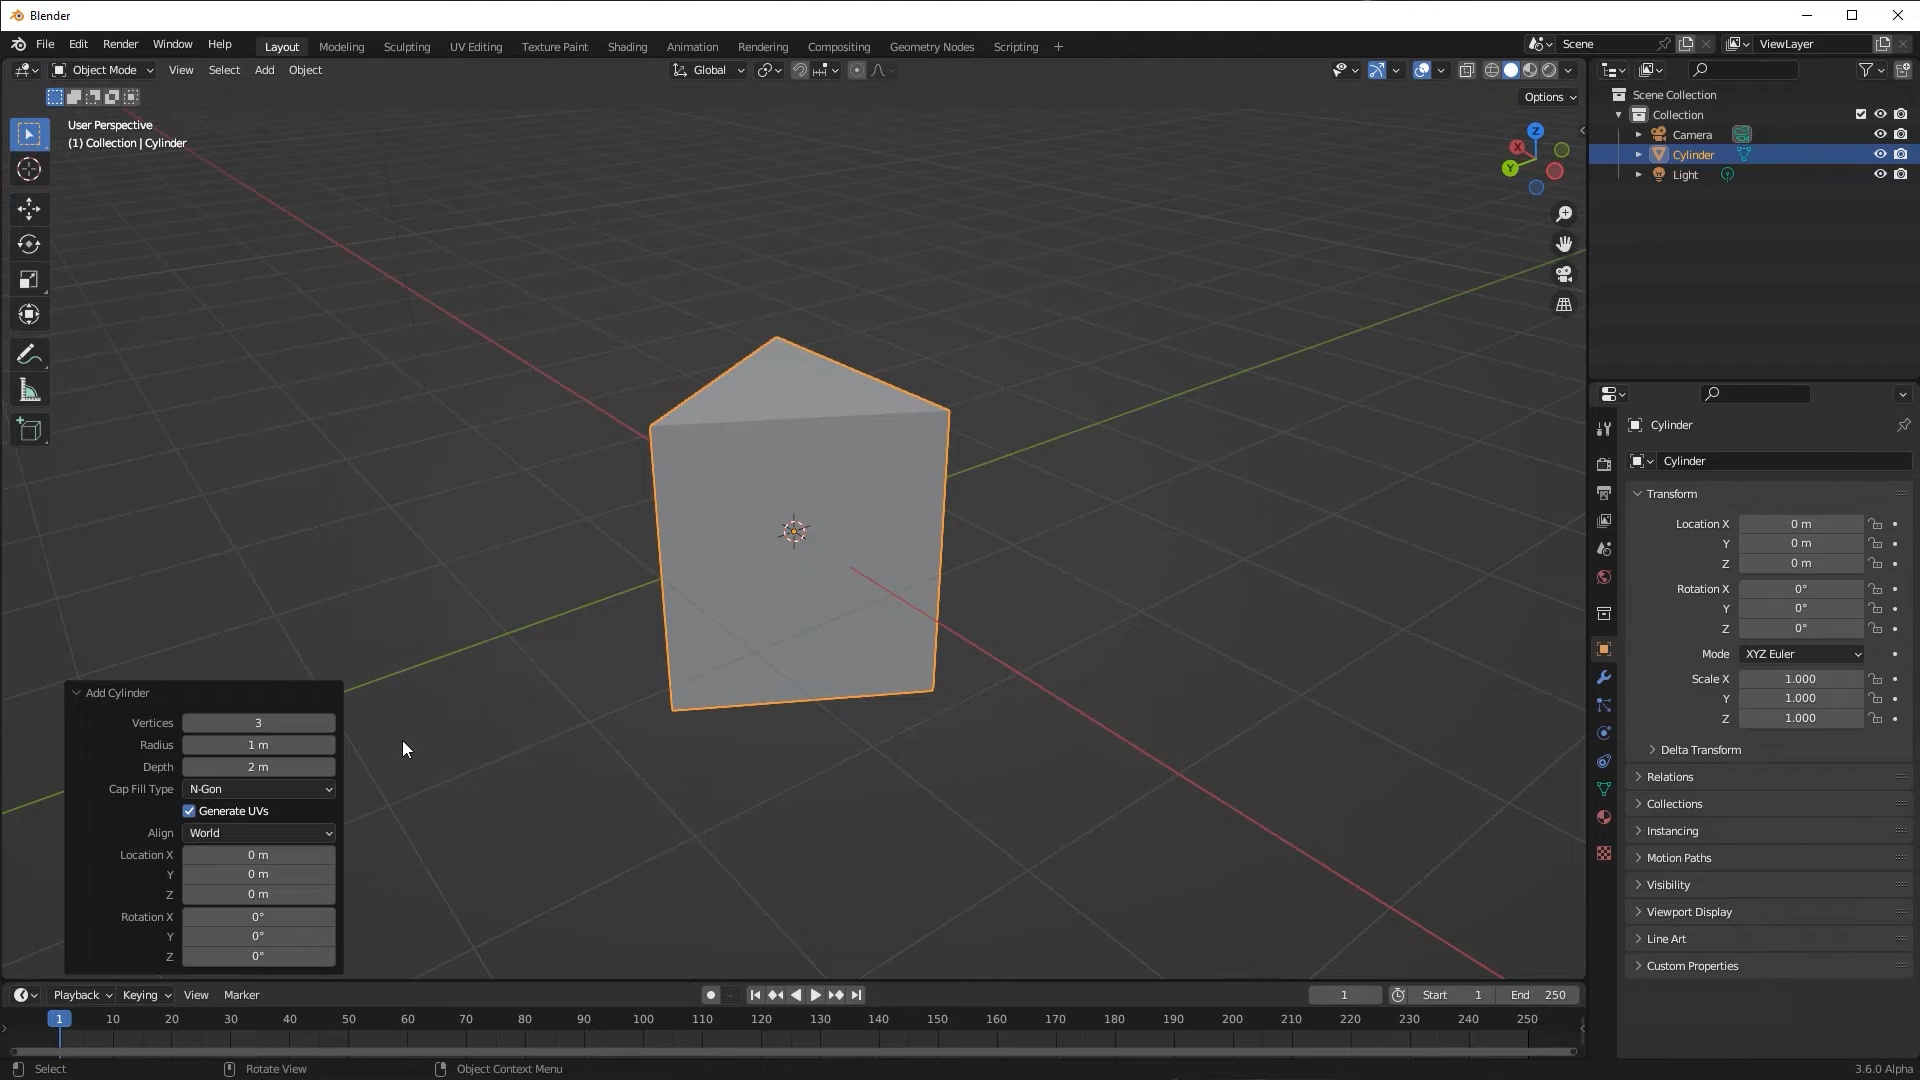 Blender
File Edit Render Window Help
Layout Modeling Sculpting UV Editing Texture Paint Shading Animation Rendering Compositing Geometry Nodes Scripting +
Scene
ViewLayer
Object Mode View Select Add Object
Global
Options
User Perspective
(1) Collection | Cylinder
Z
X
Y
Scene Collection
Collection
Camera
Cylinder
Light
Cylinder
Cylinder
Transform
Location X 0 m
Y 0 m
Z 0 m
Rotation X 0°
Y 0°
Z 0°
Mode XYZ Euler
Scale X 1.000
Y 1.000
Z 1.000
Delta Transform
Relations
Collections
Instancing
Motion Paths
Visibility
Viewport Display
Line Art
Custom Properties
Add Cylinder
Vertices 3
Radius 1 m
Depth 2 m
Cap Fill Type N-Gon
Generate UVs
Align World
Location X 0 m
Y 0 m
Z 0 m
Rotation X 0°
Y 0°
Z 0°
Playback Keying View Marker
1
Start 1 End 250
1 10 20 30 40 50 60 70 80 90 100 110 120 130 140 150 160 170 180 190 200 210 220 230 240 250
Select Rotate View Object Context Menu
3.6.0 Alpha